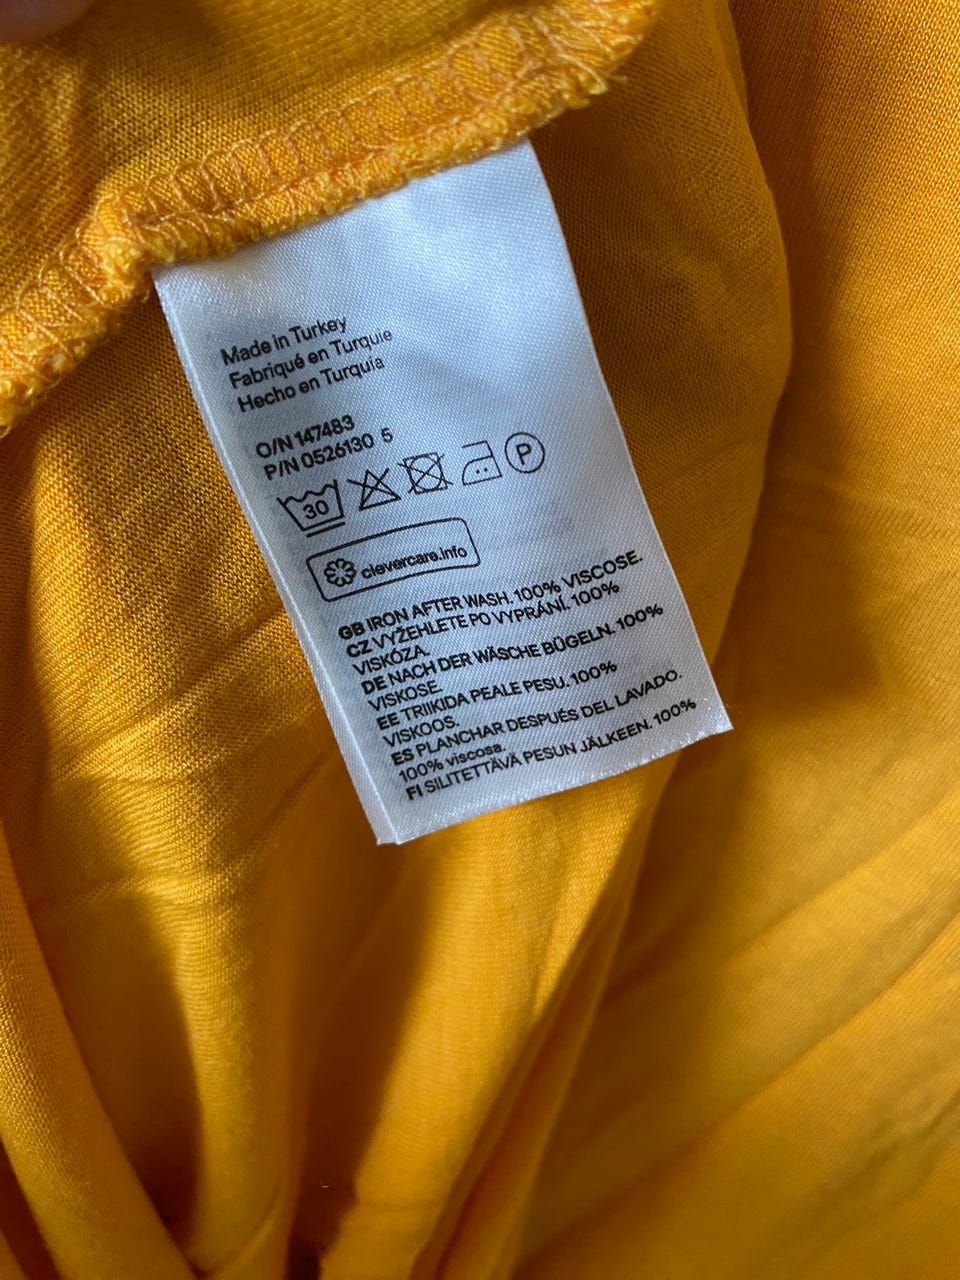 Made in Turkey
Fabriqué en Turquie
Hecho en Turquia
O/N 147483
P/N 0526130 5
30 P
clevercare.info
GB IRON AFTER WASH. 100% VISCOSE.
CZ VYŽEHLETE PO VYPRÁNÍ. 100%
VISKÓZA.
DE NACH DER WÄSCHE BÜGELN. 100%
VISKOSE.
EE TRIIKIDA PEALE PESU. 100%
VISKOOS.
ES PLANCHAR DESPUÉS DEL LAVADO.
100% viscosa.
FI SILITETTÄVÄ PESUN JÄLKEEN. 100%